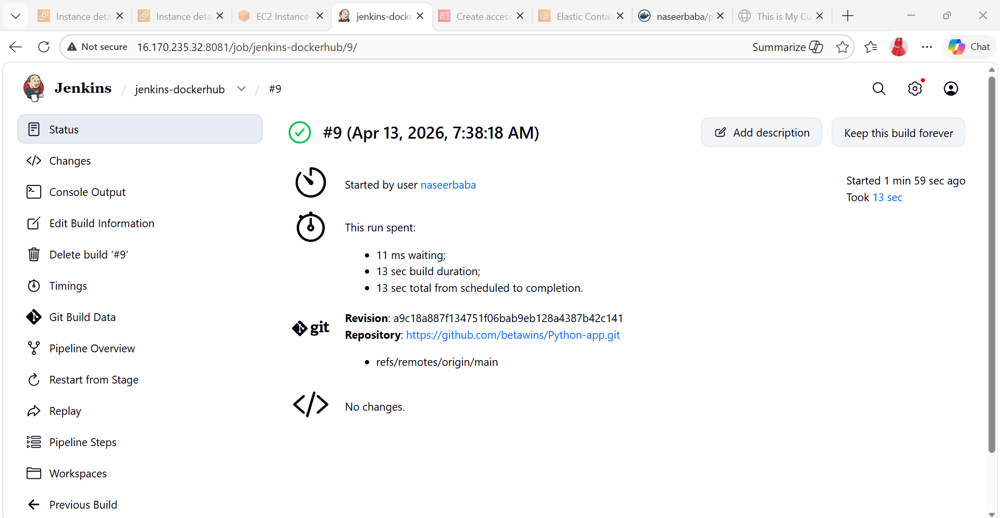 Instance deta
Instance deta
EC2 Instance
jenkins-docke
Create access
Elastic Contai
naseerbaba/p
This is My Cu
Not secure
16.170.235.32:8081/job/jenkins-dockerhub/9/
Summarize
Chat
Jenkins / jenkins-dockerhub / #9
Status
Changes
Console Output
Edit Build Information
Delete build ‘#9’
Timings
Git Build Data
Pipeline Overview
Restart from Stage
Replay
Pipeline Steps
Workspaces
Previous Build
#9 (Apr 13, 2026, 7:38:18 AM)
Add description
Keep this build forever
Started 1 min 59 sec ago
Took 13 sec
Started by user naseerbaba
This run spent:
11 ms waiting;
13 sec build duration;
13 sec total from scheduled to completion.
git
Revision: a9c18a887f134751f06bab9eb128a4387b42c141
Repository: https://github.com/betawins/Python-app.git
refs/remotes/origin/main
No changes.